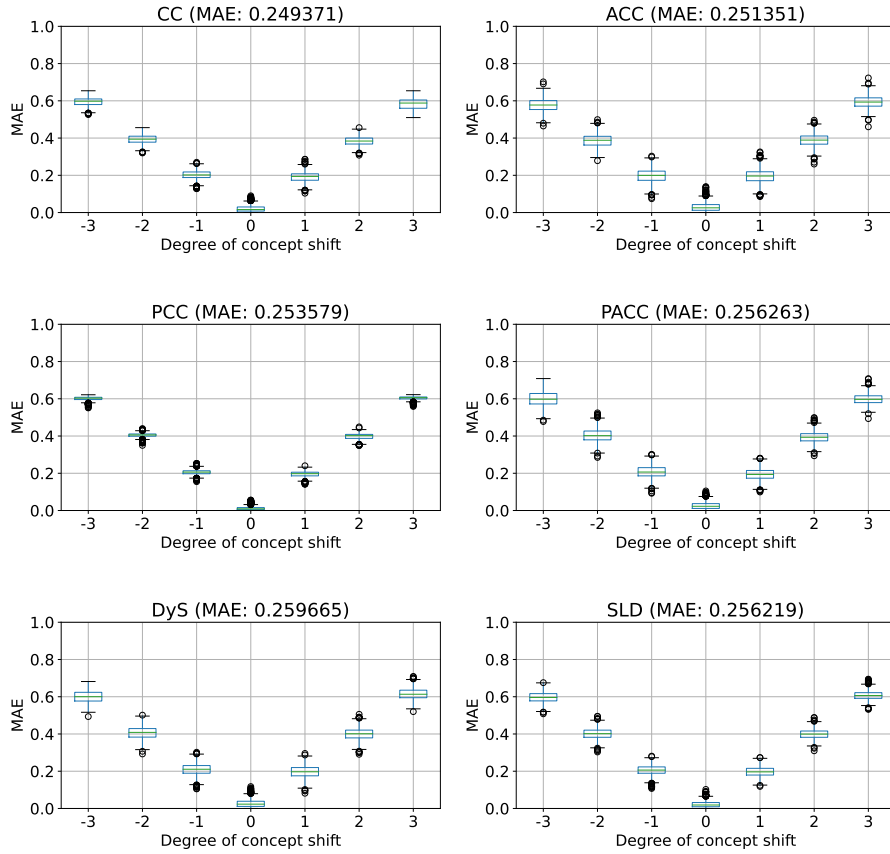 CC (MAE: 0.249371)
1.0
0.8
0.6
0.4
0.2
0.0
MAE
-3 -2 -1 0 1 2 3
Degree of concept shift
ACC (MAE: 0.251351)
1.0
0.8
0.6
0.4
0.2
0.0
MAE
-3 -2 -1 0 1 2 3
Degree of concept shift
PCC (MAE: 0.253579)
1.0
0.8
0.6
0.4
0.2
0.0
MAE
-3 -2 -1 0 1 2 3
Degree of concept shift
PACC (MAE: 0.256263)
1.0
0.8
0.6
0.4
0.2
0.0
MAE
-3 -2 -1 0 1 2 3
Degree of concept shift
DyS (MAE: 0.259665)
1.0
0.8
0.6
0.4
0.2
0.0
MAE
-3 -2 -1 0 1 2 3
Degree of concept shift
SLD (MAE: 0.256219)
1.0
0.8
0.6
0.4
0.2
0.0
MAE
-3 -2 -1 0 1 2 3
Degree of concept shift